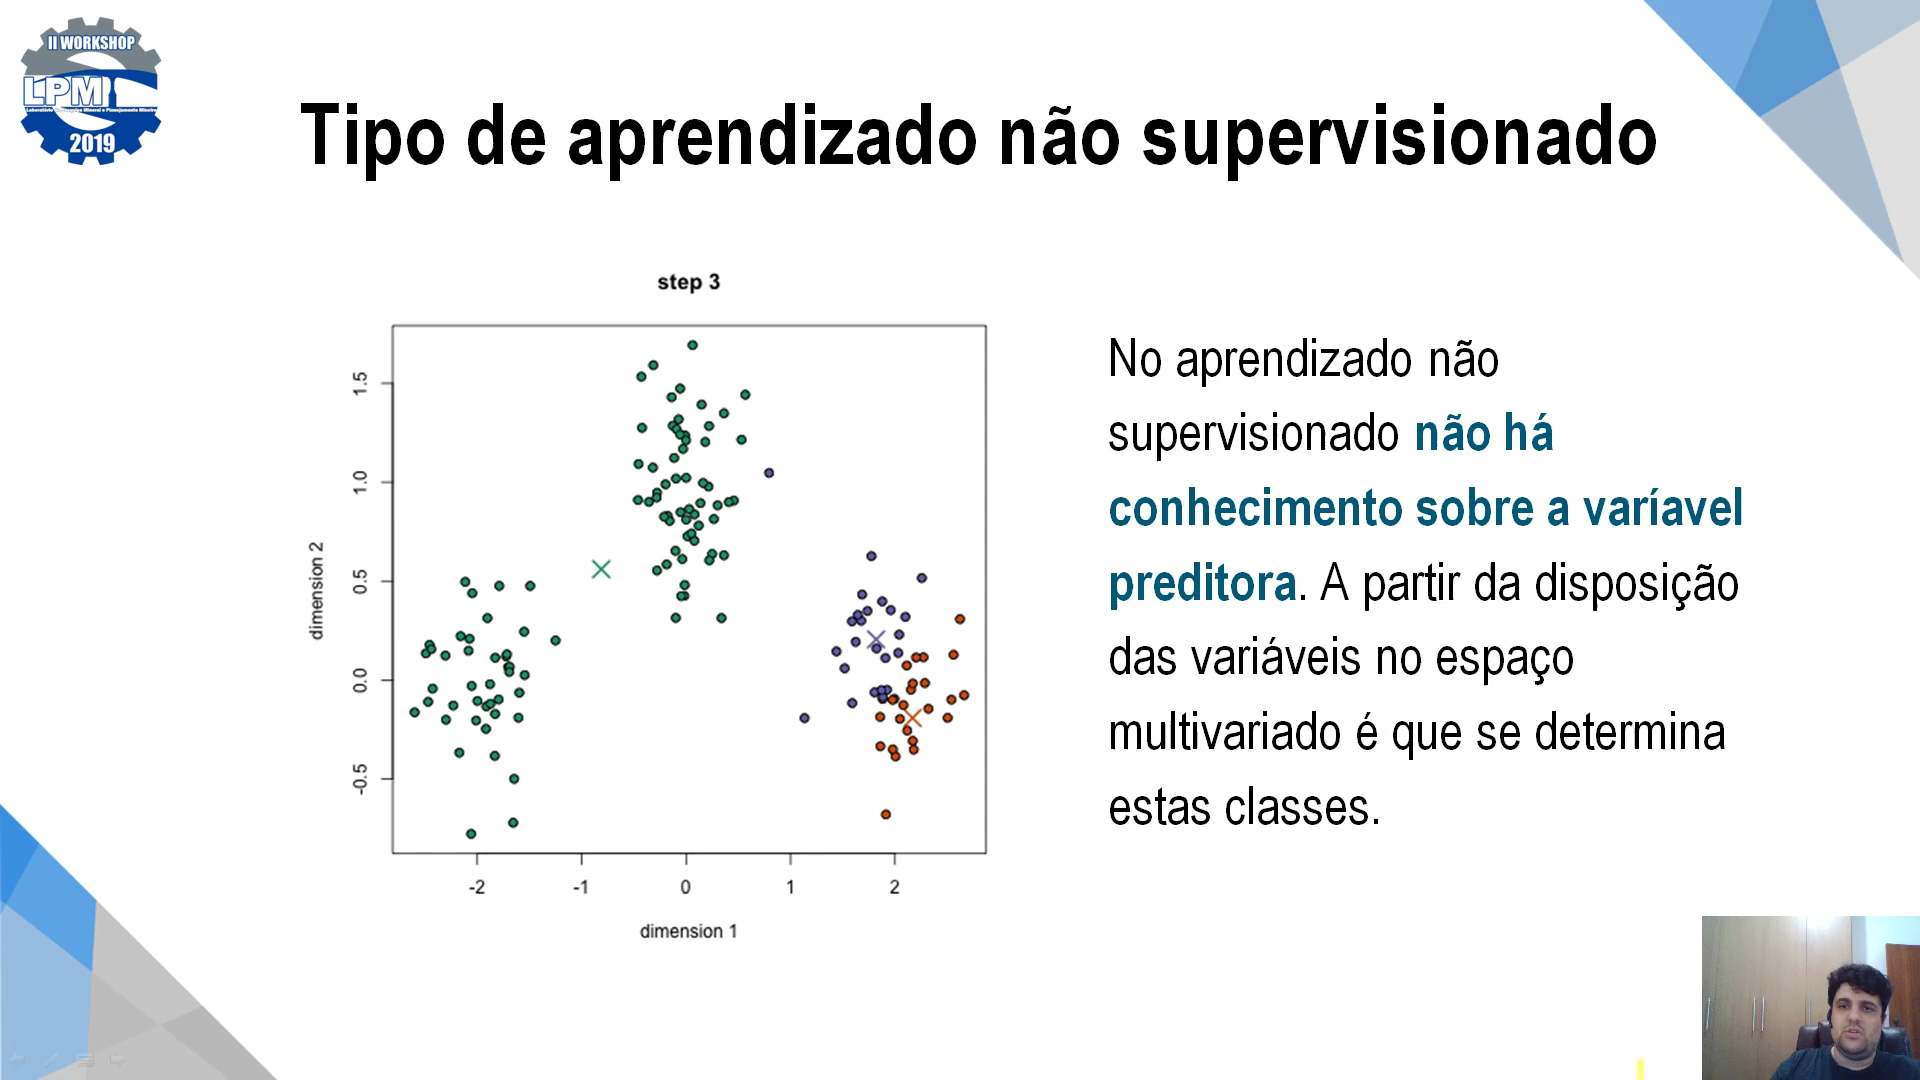 II WORKSHOP
LPM
2019
Tipo de aprendizado não supervisionado
step 3
dimension 2
1.5
1.0
0.5
0.0
-0.5
-2 -1 0 1 2
dimension 1
No aprendizado não
supervisionado não há
conhecimento sobre a varíavel
preditora. A partir da disposição
das variáveis no espaço
multivariado é que se determina
estas classes.